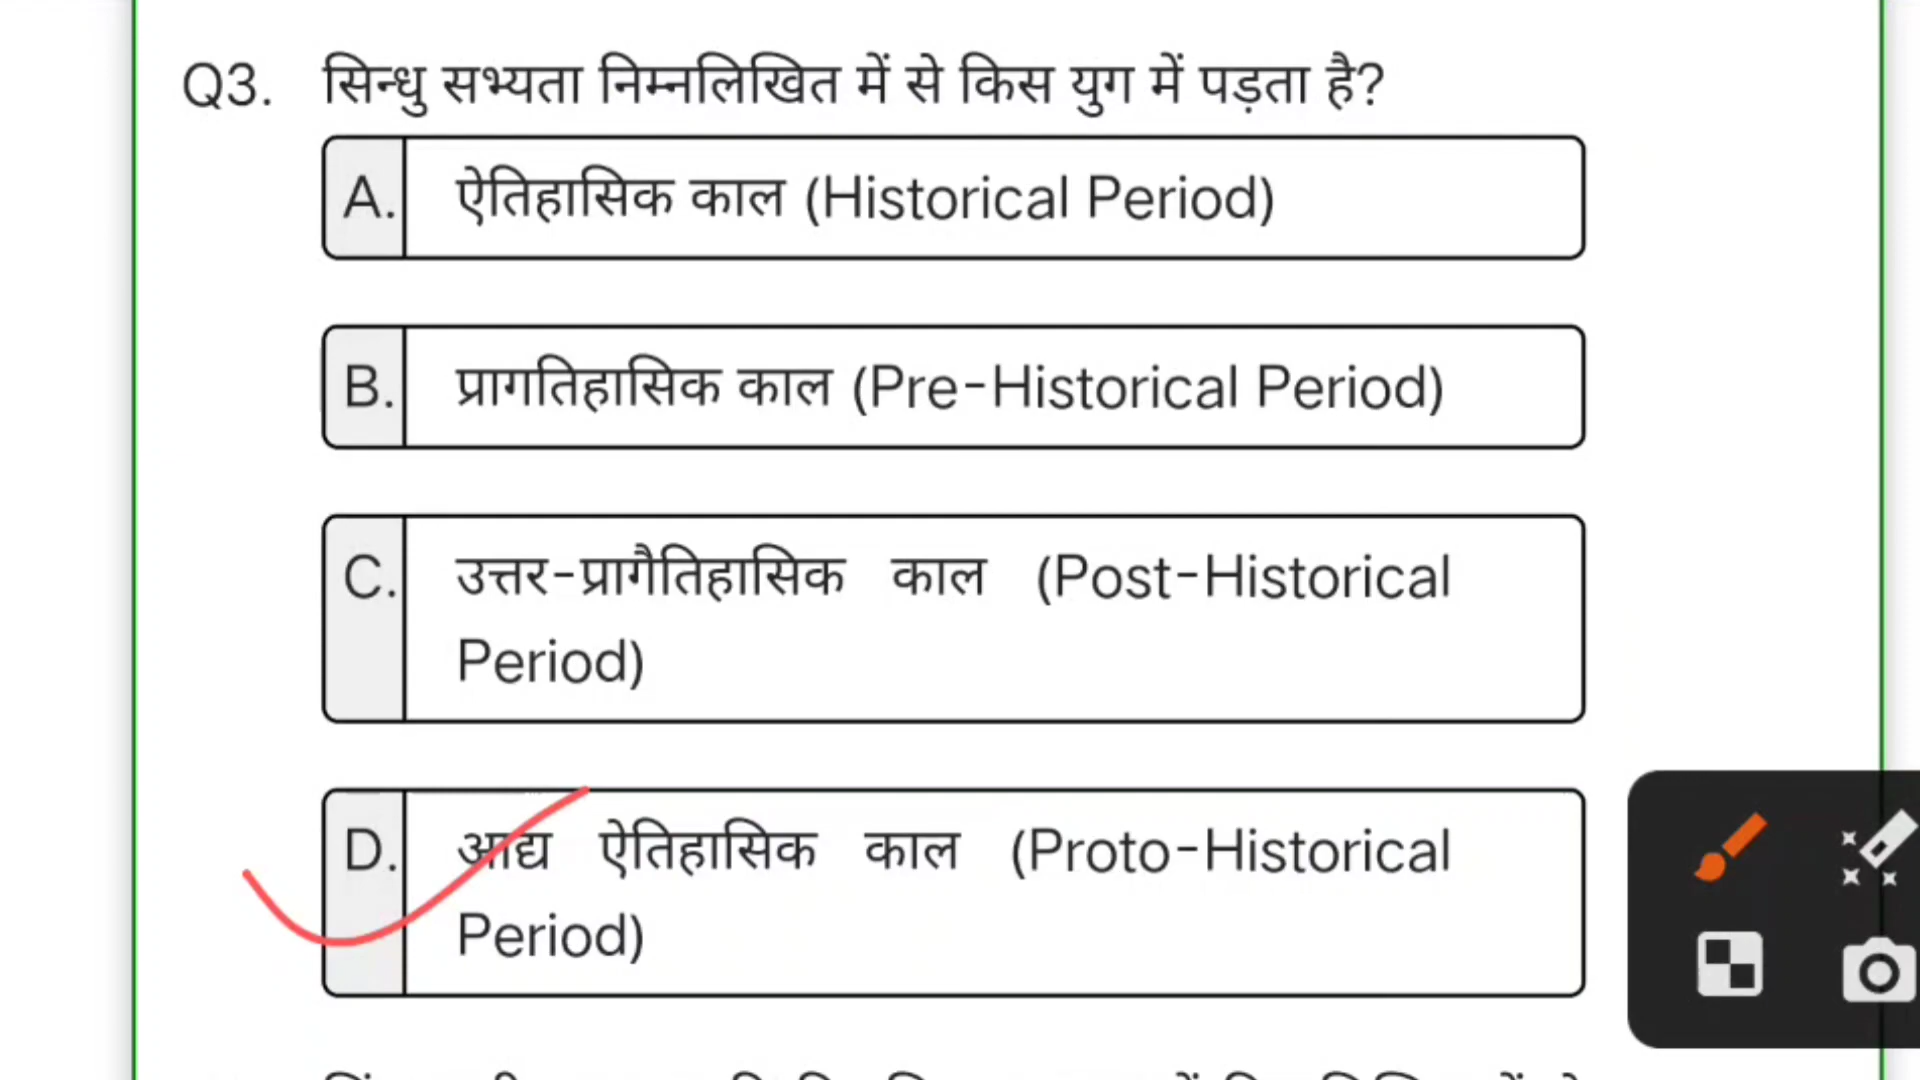 Q3. सिन्धु सभ्यता निम्नलिखित में से किस युग में पड़ता है?
A. ऐतिहासिक काल (Historical Period)
B. प्रागतिहासिक काल (Pre-Historical Period)
C. उत्तर-प्रागैतिहासिक काल (Post-Historical
Period)
D. आद्य ऐतिहासिक काल (Proto-Historical
Period)